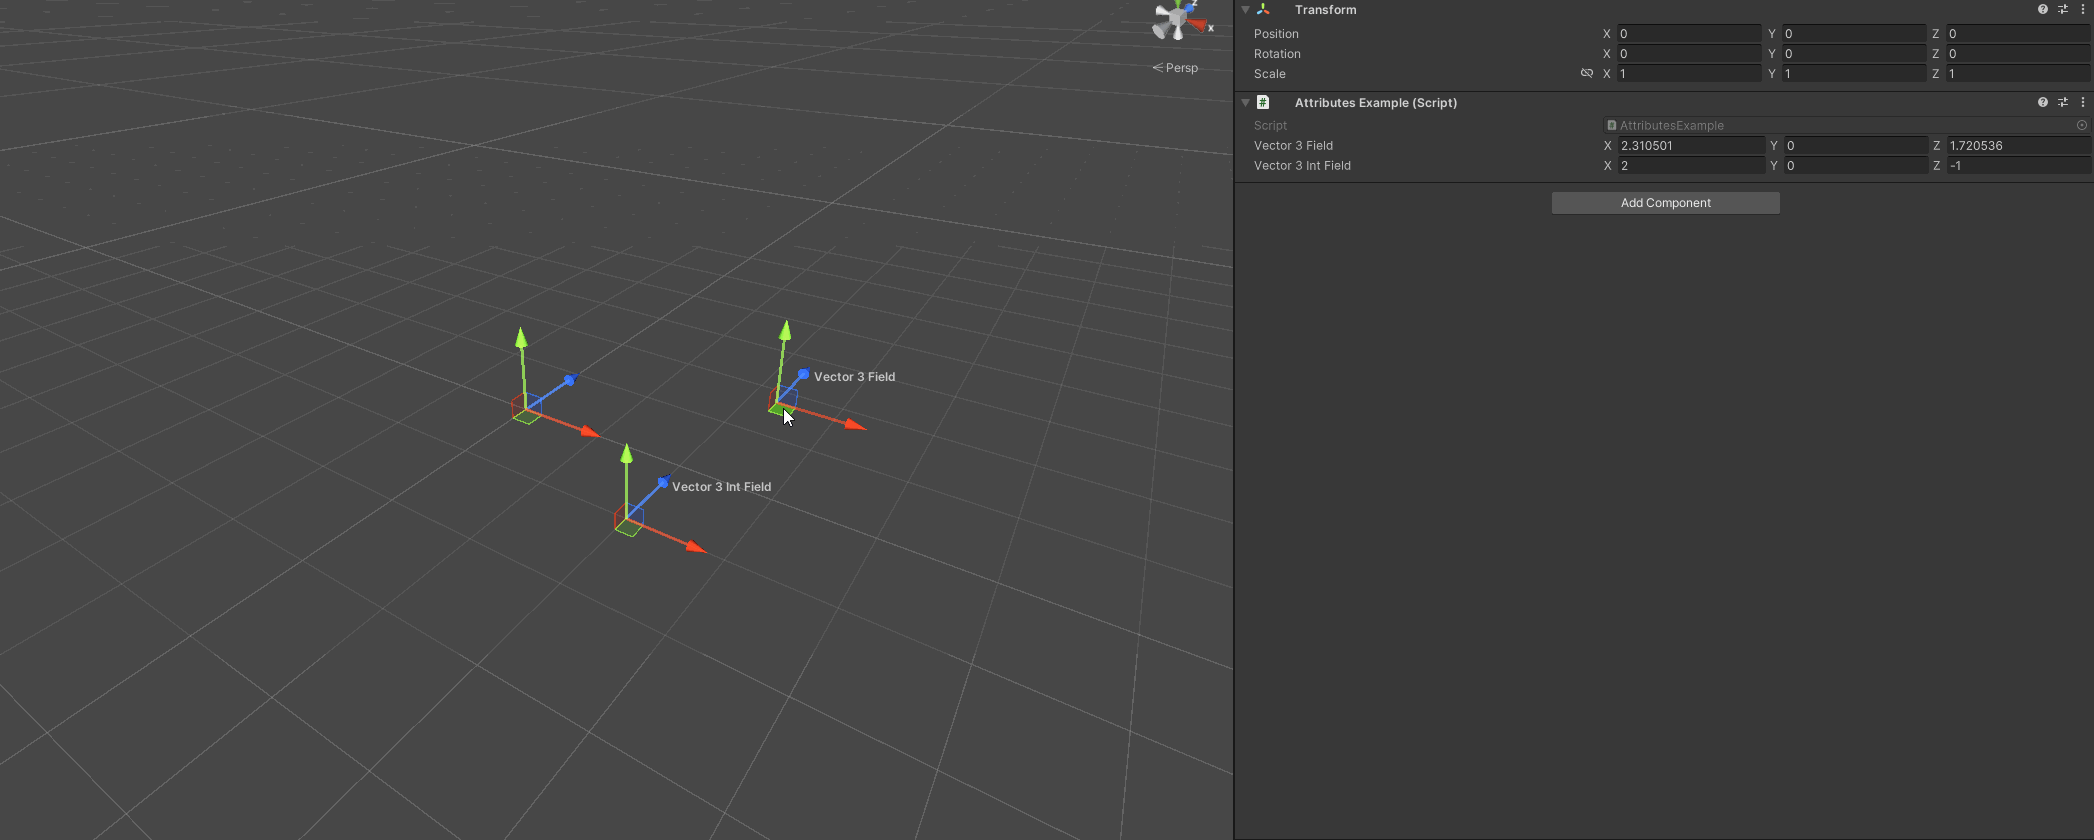 z
x
< Persp
Vector 3 Field
Vector 3 Int Field
Transform
Position X 0 Y 0 Z 0
Rotation X 0 Y 0 Z 0
Scale X 1 Y 1 Z 1
# Attributes Example (Script)
Script # AttributesExample
Vector 3 Field X 2.310501 Y 0 Z 1.720536
Vector 3 Int Field X 2 Y 0 Z -1
Add Component